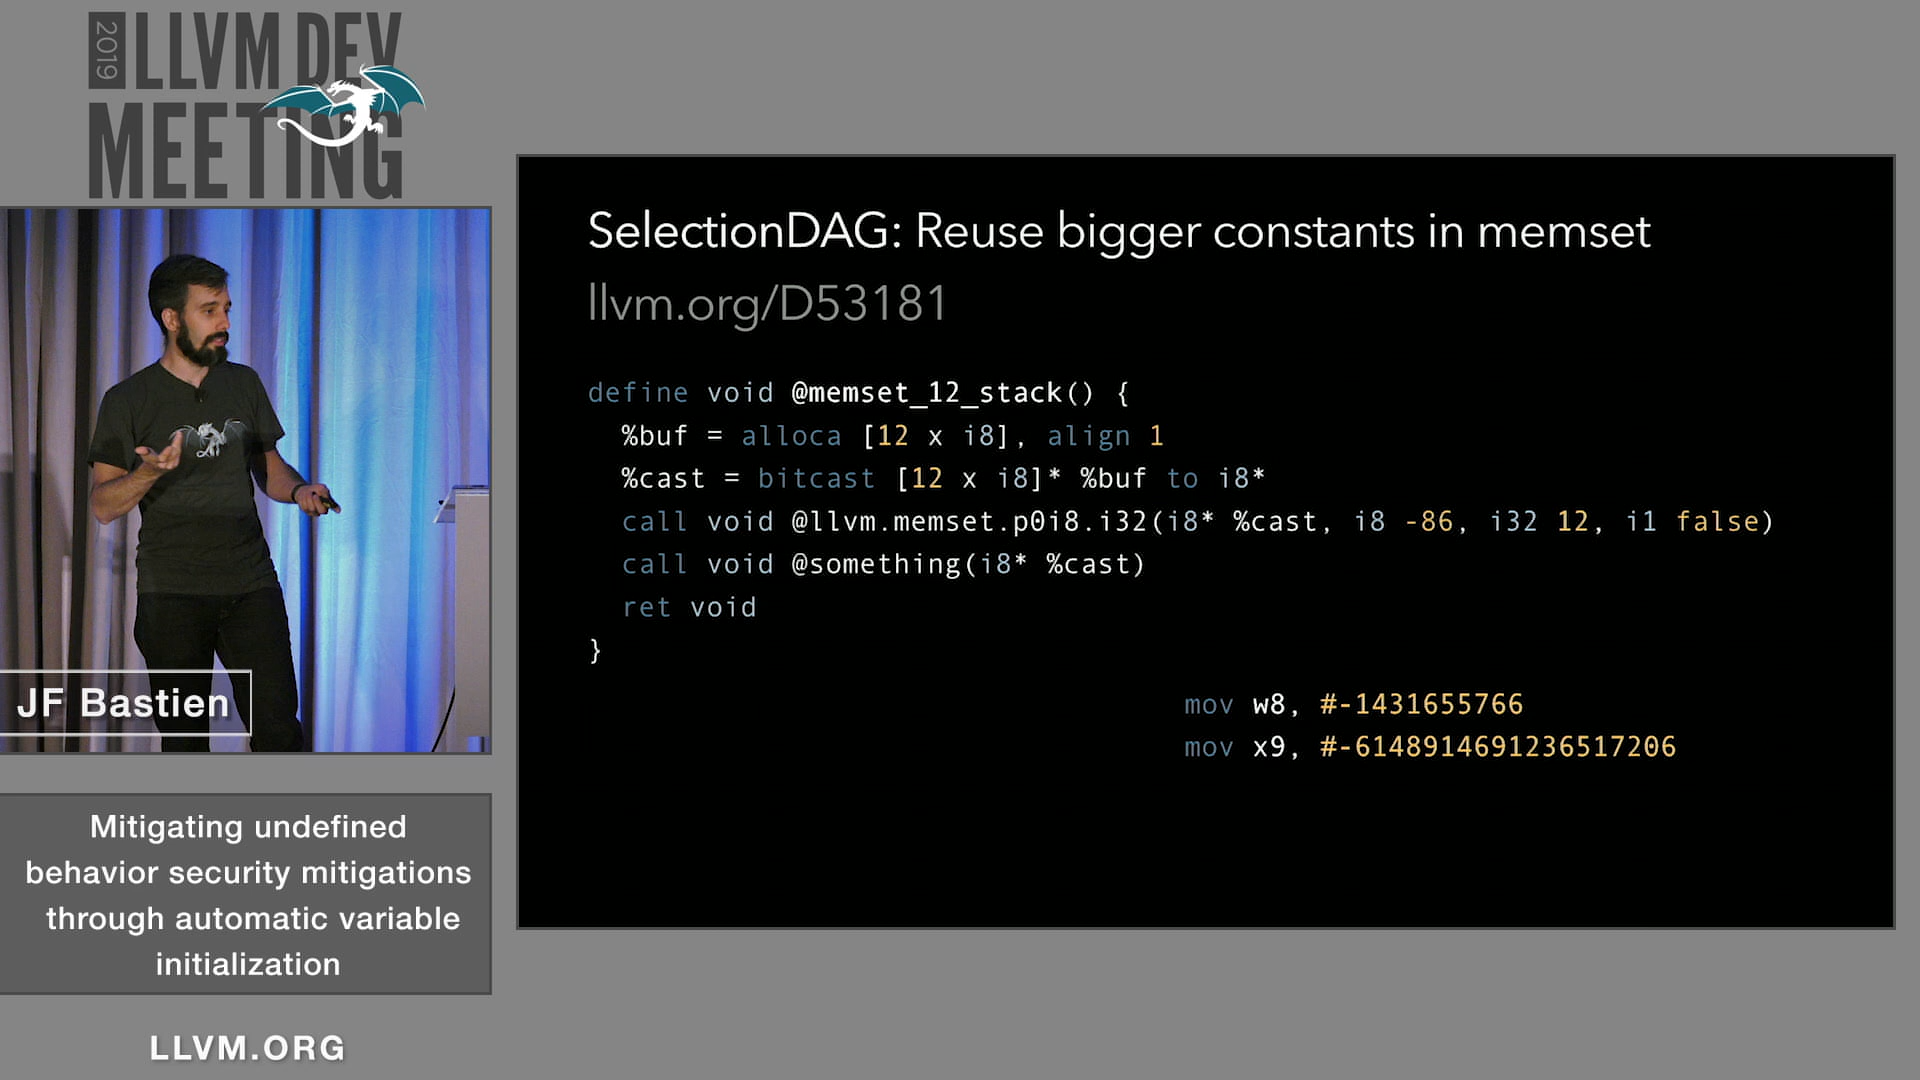 2019 LLVM DEV
MEETING
SelectionDAG: Reuse bigger constants in memset
llvm.org/D53181
define void @memset_12_stack() {
%buf = alloca [12 x i8], align 1
%cast = bitcast [12 x i8]* %buf to i8*
call void @llvm.memset.p0i8.i32(i8* %cast, i8 -86, i32 12, i1 false)
call void @something(i8* %cast)
ret void
}
mov w8, #-1431655766
mov x9, #-6148914691236517206
JF Bastien
Mitigating undefined
behavior security mitigations
through automatic variable
initialization
LLVM.ORG